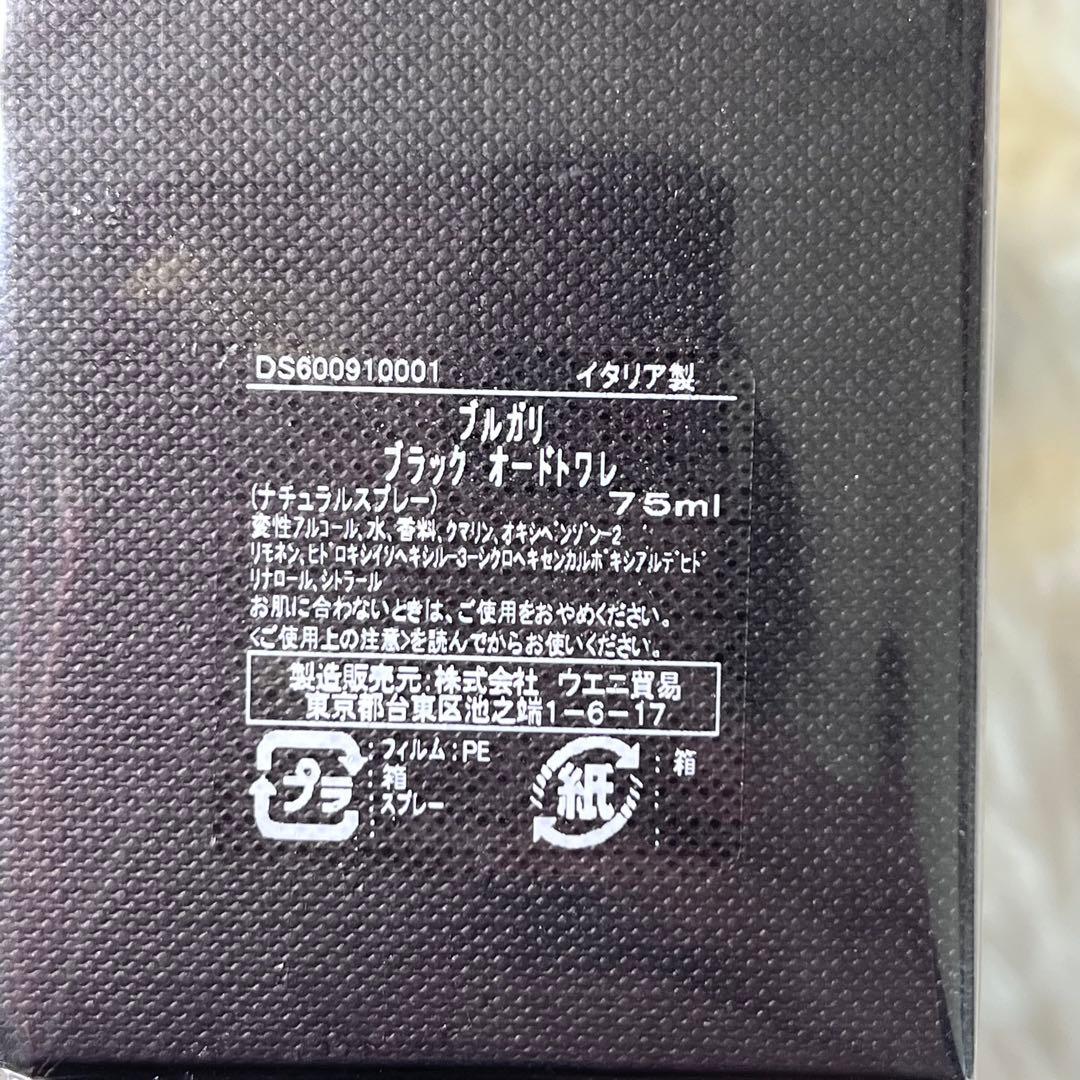 DS600910001 イタリア製
ブルガリ
ブラック オードトワレ
(ナチュラルスプレー) 75ml
変性アルコール、水、香料、クマリン、オキシベンゾン-2
リモネン、ヒドロキシイソヘキシル-3-シクロヘキセンカルボキシアルデヒド
リナロール、シトラール
お肌に合わないときは、ご使用をおやめください。
<ご使用上の注意>を読んでからお使いください。
製造販売元:株式会社 ウエニ貿易
東京都台東区池之端1-6-17
プラ :フィルム:PE
:箱
:スプレー
紙 :箱